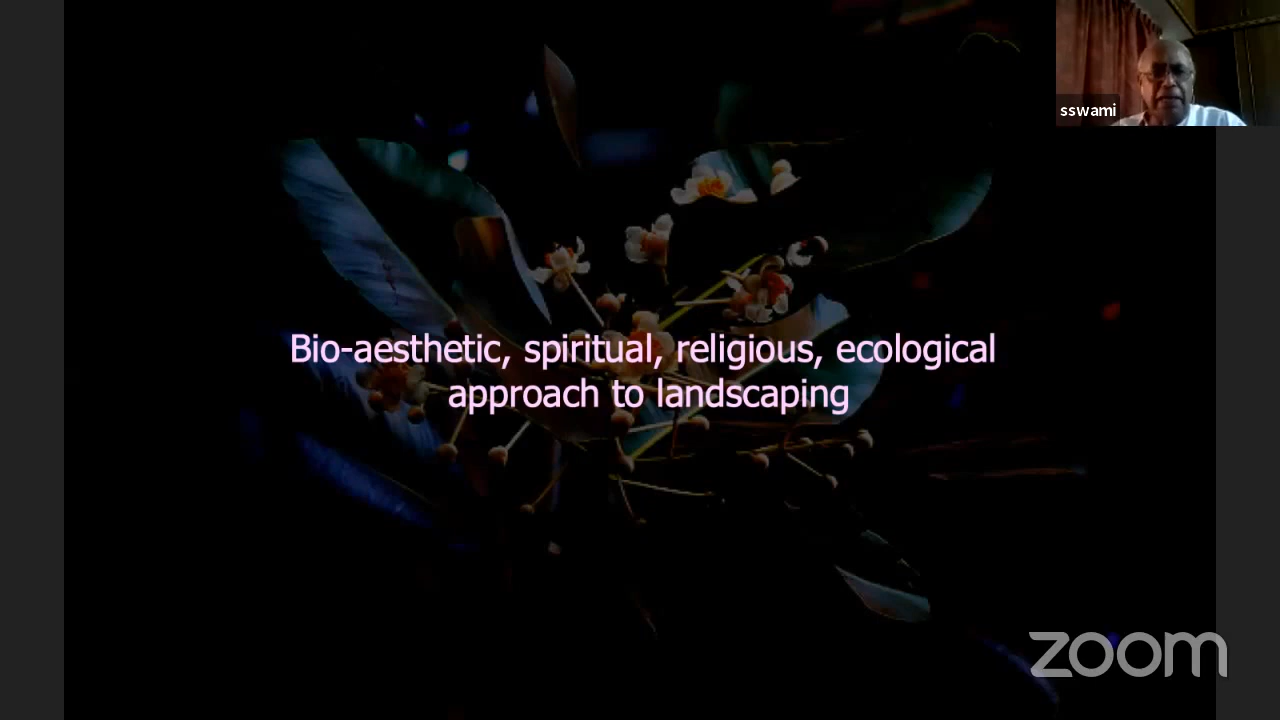 sswami
Bio-aesthetic, spiritual, religious, ecological
approach to landscaping
zoom